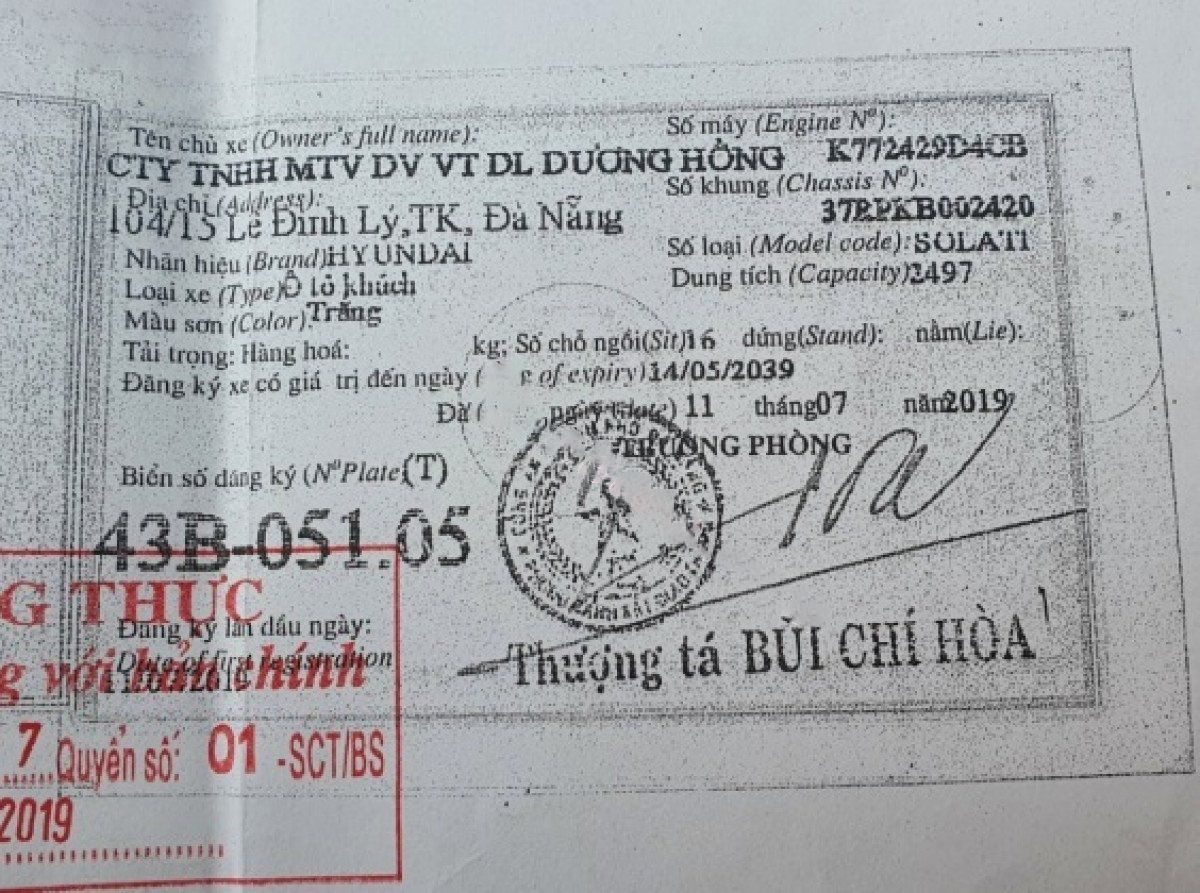 Tên chủ xe (Owner's full name):
CTY TNHH MTV DV VT DL DƯƠNG HỒNG
Địa chỉ (Address):
104/15 Lê Đình Lý,TK, Đà Nẵng
Nhãn hiệu (Brand)HYUNDAI
Loại xe (Type)Ô tô khách
Màu sơn (Color):Trắng
Tải trọng: Hàng hoá: kg; Số chỗ ngồi(Sit)16 đứng(Stand): nằm(Lie):
Đăng ký xe có giá trị đến ngày ( of expiry)14/05/2039
Số máy (Engine Nº):
K772429D4CB
Số khung (Chassis Nº):
37RPKB002420
Số loại (Model code):SOLATI
Dung tích (Capacity)2497
ngày (date) 11 tháng07 năm2019
TRƯỞNG PHÒNG
Biển số đăng ký (NºPlate(T)
43B-051.05
Đăng ký lần đầu ngày:
Date of first registration
Thượng tá BÙI CHÍ HÒA
G THỰC
g với bản chính
7 Quyển số: 01 -SCT/BS
2019